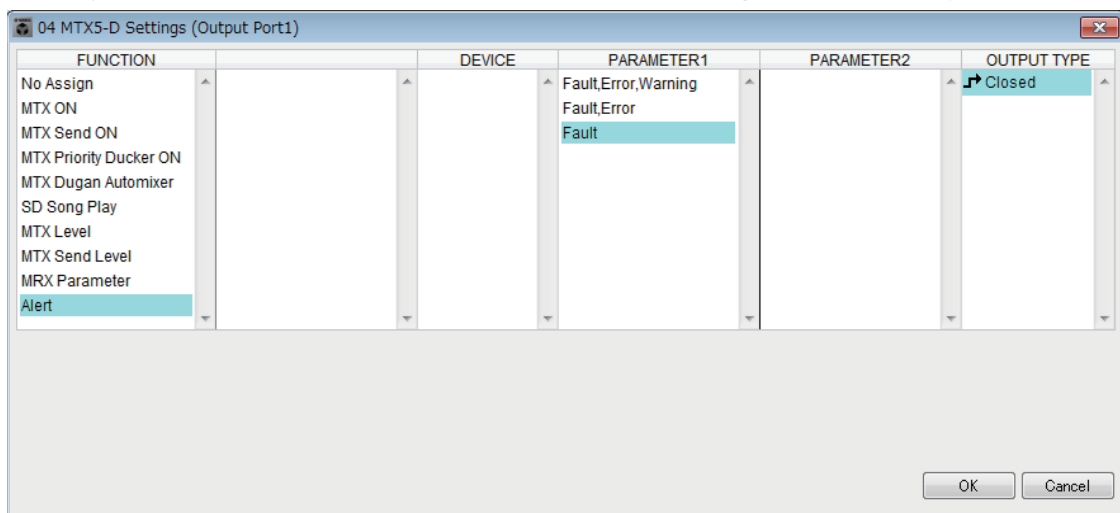 04 MTX5-D Settings (Output Port1)
FUNCTION DEVICE PARAMETER1 PARAMETER2 OUTPUT TYPE
No Assign Fault,Error,Warning Closed
MTX ON Fault,Error
MTX Send ON Fault
MTX Priority Ducker ON
MTX Dugan Automixer
SD Song Play
MTX Level
MTX Send Level
MRX Parameter
Alert
OK Cancel